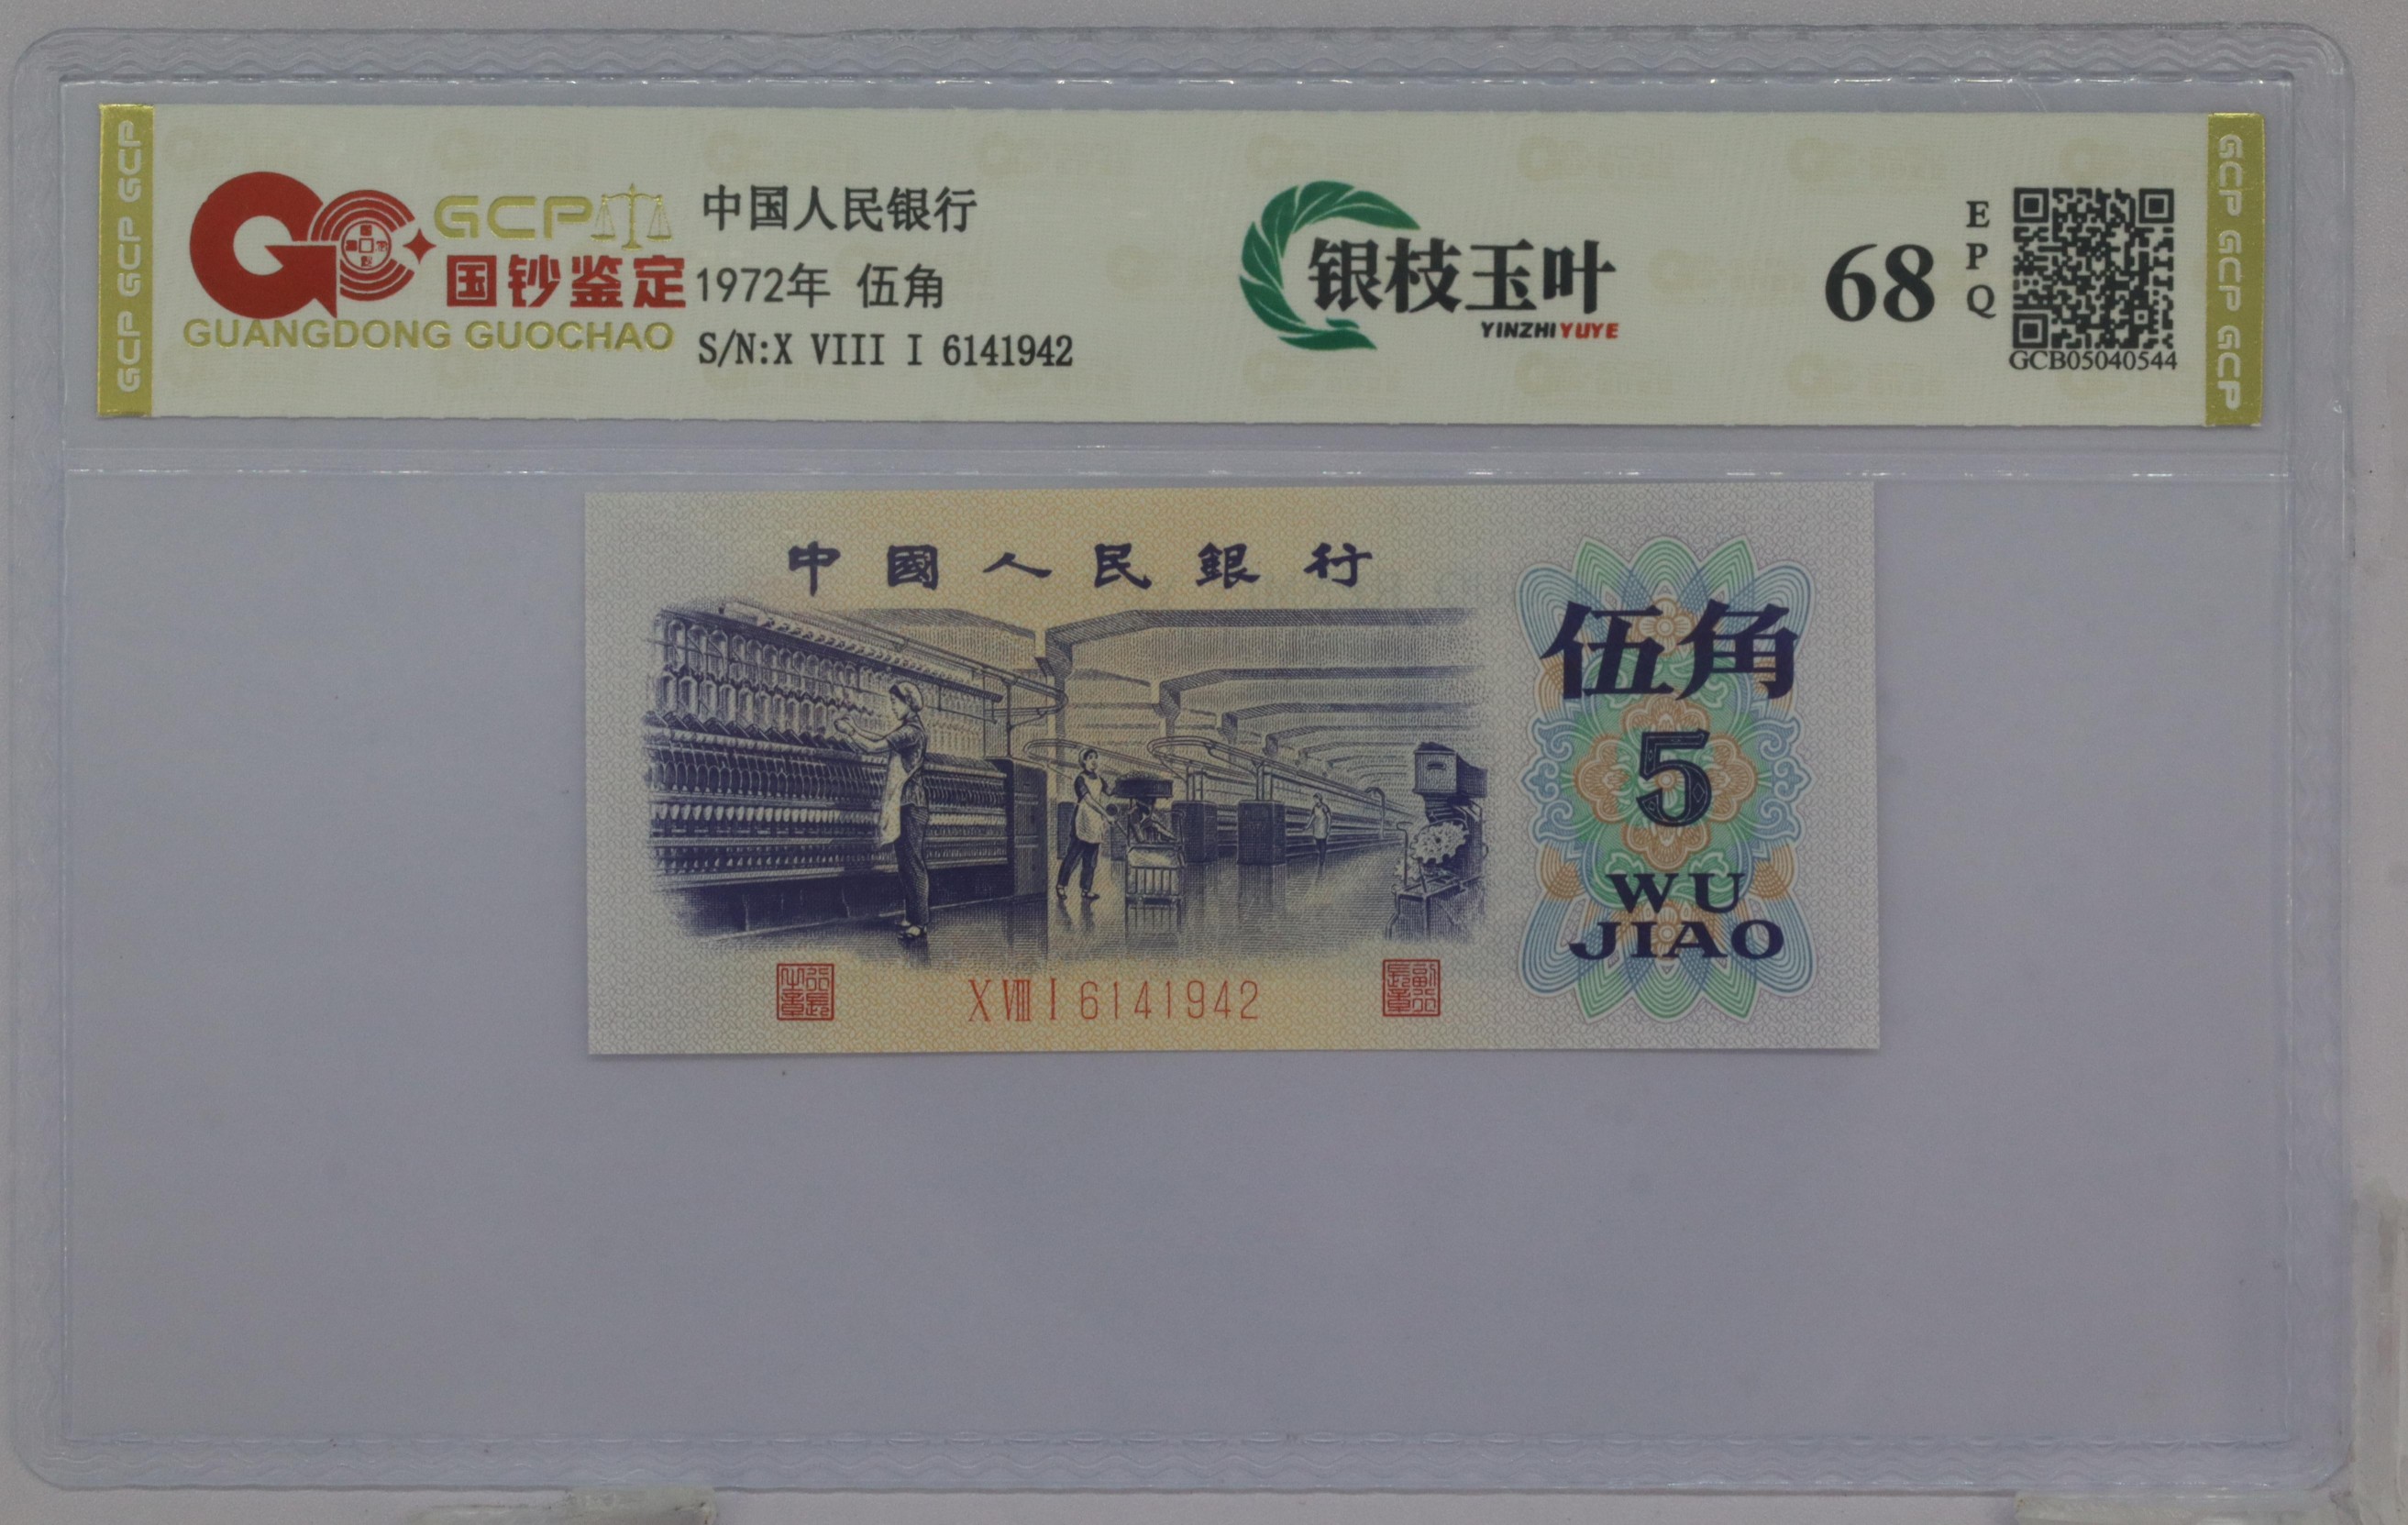 GCP GCP GCP
GCP
国钞鉴定
GUANGDONG GUOCHAO
中国人民银行
1972年 伍角
S/N:X VIII I 6141942
银枝玉叶
YINZHIYUYE
68
EPQ
GCB05040544
GCP GCP GCP
中國人民銀行
伍角
5
WU
JIAO
X VIII I 6141942